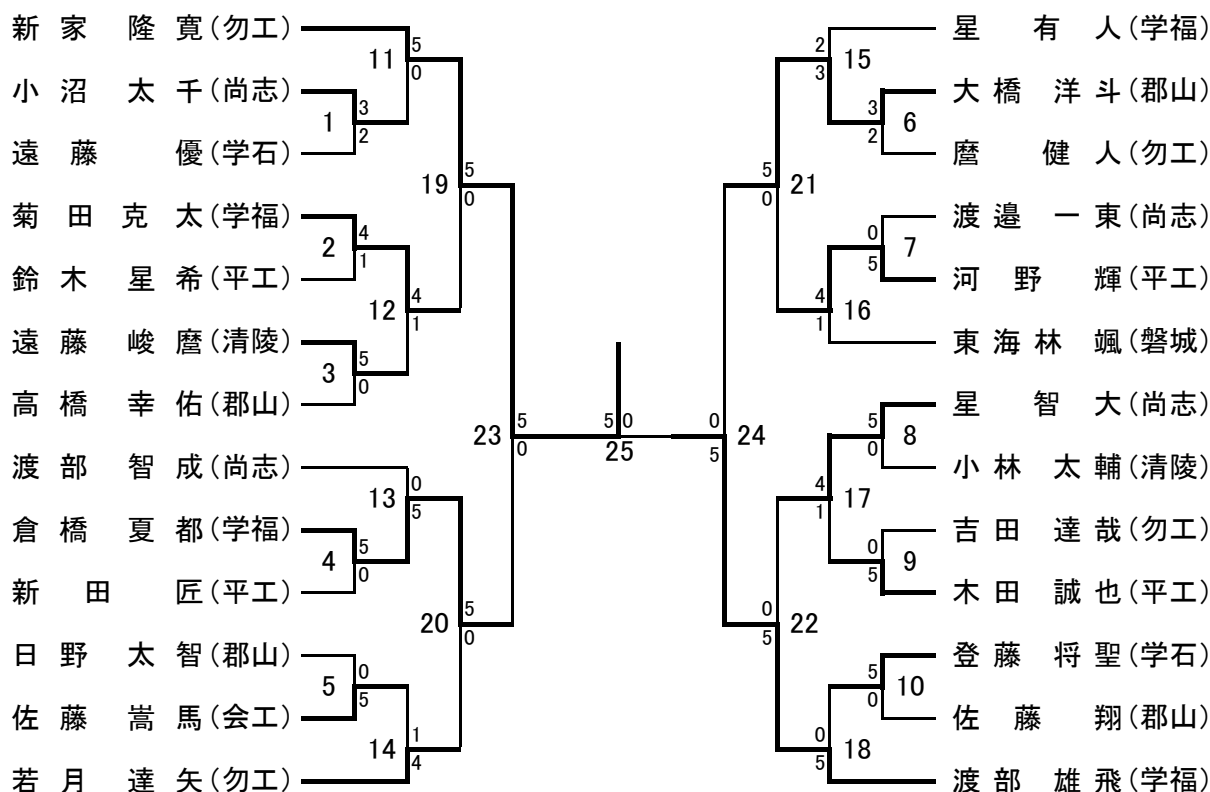 新家 隆寛(勿工)
小沼 太千(尚志)
遠藤 優(学石)
菊田克太(学福)
鈴木 星希(平工)
遠藤 峻麿(清陵)
高橋 幸佑(郡山)
渡部 智成(尚志)
倉橋 夏都(学福)
新田 匠(平工)
日野 太智(郡山)
佐藤 嵩馬(会工)
若月 達矢(勿工)
11 5 0
1 3 2
19 5 0
2 4 1
12 4 1
3 5 0
23 5 0
13 0 5
4 5 0
20 5 0
5 0 5
14 1 4
5 0
25
星 有人(学福)
大橋 洋斗(郡山)
麿 健人(勿工)
渡邉 一東(尚志)
河野 輝(平工)
東海林 颯(磐城)
星 智大(尚志)
小林 太輔(清陵)
吉田 達哉(勿工)
木田 誠也(平工)
登藤 将聖(学石)
佐藤 翔(郡山)
渡部 雄飛(学福)
2 3 15
3 2 6
5 0 21
0 5 7
4 1 16
0 5 24
5 0 8
4 1 17
0 5 9
0 5 22
5 0 10
0 5 18